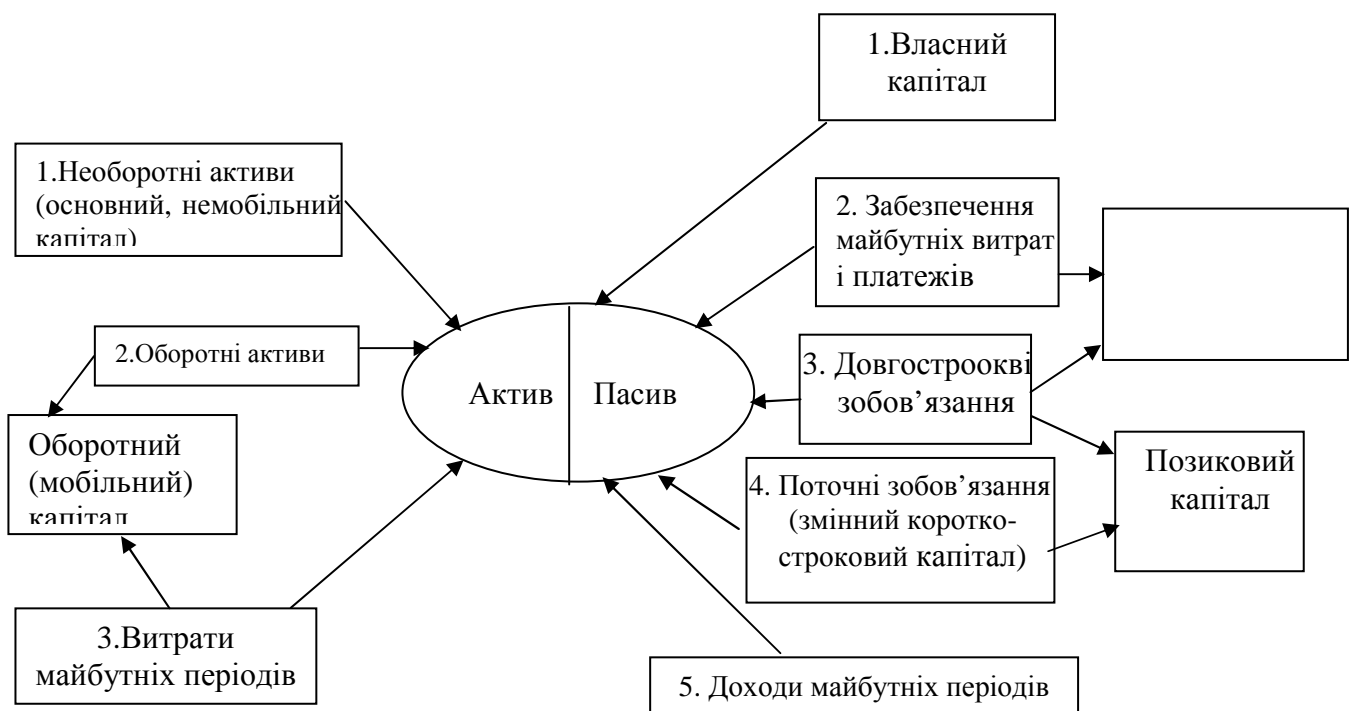 1.Власний
капітал
1.Необоротні активи
(основний, немобільний
капітал)
2. Забезпечення
майбутніх витрат
і платежів
2.Оборотні активи
Актив
Пасив
3. Довгостроокві
зобов’язання
Оборотний
(мобільний)
капітал
Позиковий
капітал
4. Поточні зобов’язання
(змінний коротко-
строковий капітал)
3.Витрати
майбутніх періодів
5. Доходи майбутніх періодів